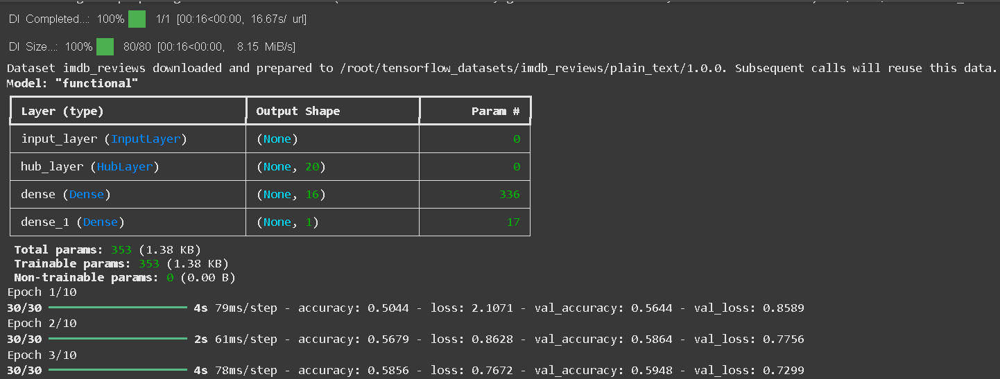 Dl Completed...: 100% 1/1 [00:16<00:00, 16.67s/ url]
Dl Size...: 100% 80/80 [00:16<00:00, 8.15 MiB/s]
Dataset imdb_reviews downloaded and prepared to /root/tensorflow_datasets/imdb_reviews/plain_text/1.0.0. Subsequent calls will reuse this data.
Model: "functional"
Layer (type) Output Shape Param #
input_layer (InputLayer) (None) 0
hub_layer (HubLayer) (None, 20) 0
dense (Dense) (None, 16) 336
dense_1 (Dense) (None, 1) 17
Total params: 353 (1.38 KB)
Trainable params: 353 (1.38 KB)
Non-trainable params: 0 (0.00 B)
Epoch 1/10
30/30 4s 79ms/step - accuracy: 0.5044 - loss: 2.1071 - val_accuracy: 0.5644 - val_loss: 0.8589
Epoch 2/10
30/30 2s 61ms/step - accuracy: 0.5679 - loss: 0.8628 - val_accuracy: 0.5864 - val_loss: 0.7756
Epoch 3/10
30/30 4s 78ms/step - accuracy: 0.5856 - loss: 0.7672 - val_accuracy: 0.5948 - val_loss: 0.7299